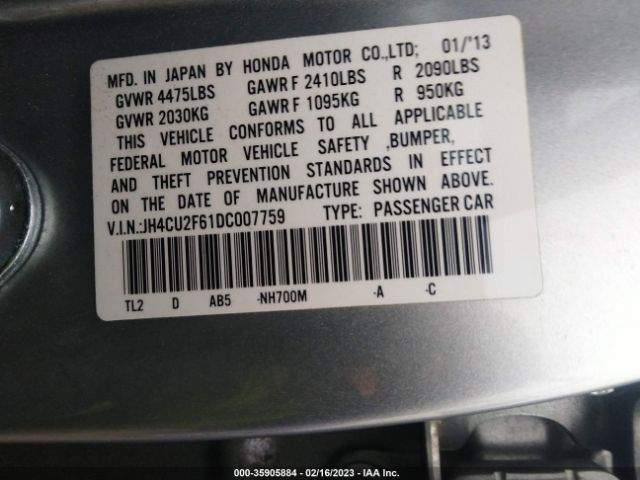 MFD. IN JAPAN BY HONDA MOTOR CO.,LTD; 01/'13
GVWR 4475LBS GAWR F 2410LBS R 2090LBS
GVWR 2030KG GAWR F 1095KG R 950KG
THIS VEHICLE CONFORMS TO ALL APPLICABLE
FEDERAL MOTOR VEHICLE SAFETY ,BUMPER,
AND THEFT PREVENTION STANDARDS IN EFFECT
ON THE DATE OF MANUFACTURE SHOWN ABOVE.
V.I.N.:JH4CU2F61DC007759 TYPE: PASSENGER CAR
TL2 D AB5 -NH700M -A -C
000-35905884 - 02/16/2023 - IAA Inc.